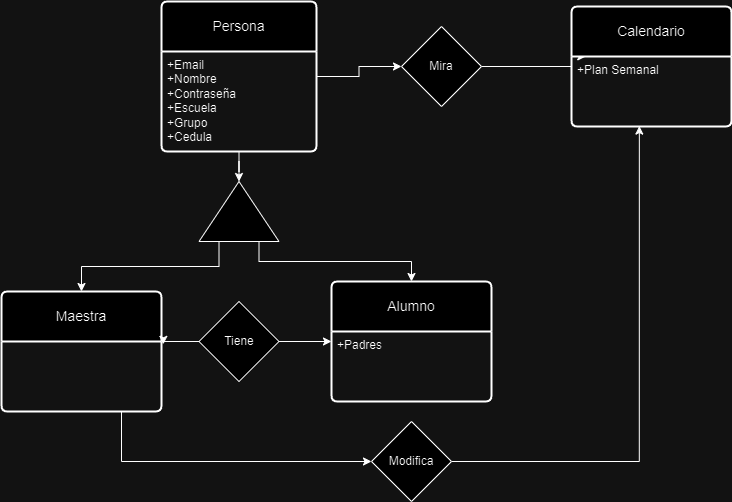 Persona
+Email
+Nombre
+Contraseña
+Escuela
+Grupo
+Cedula
Mira
Calendario
+Plan Semanal
Maestra
Tiene
Alumno
+Padres
Modifica